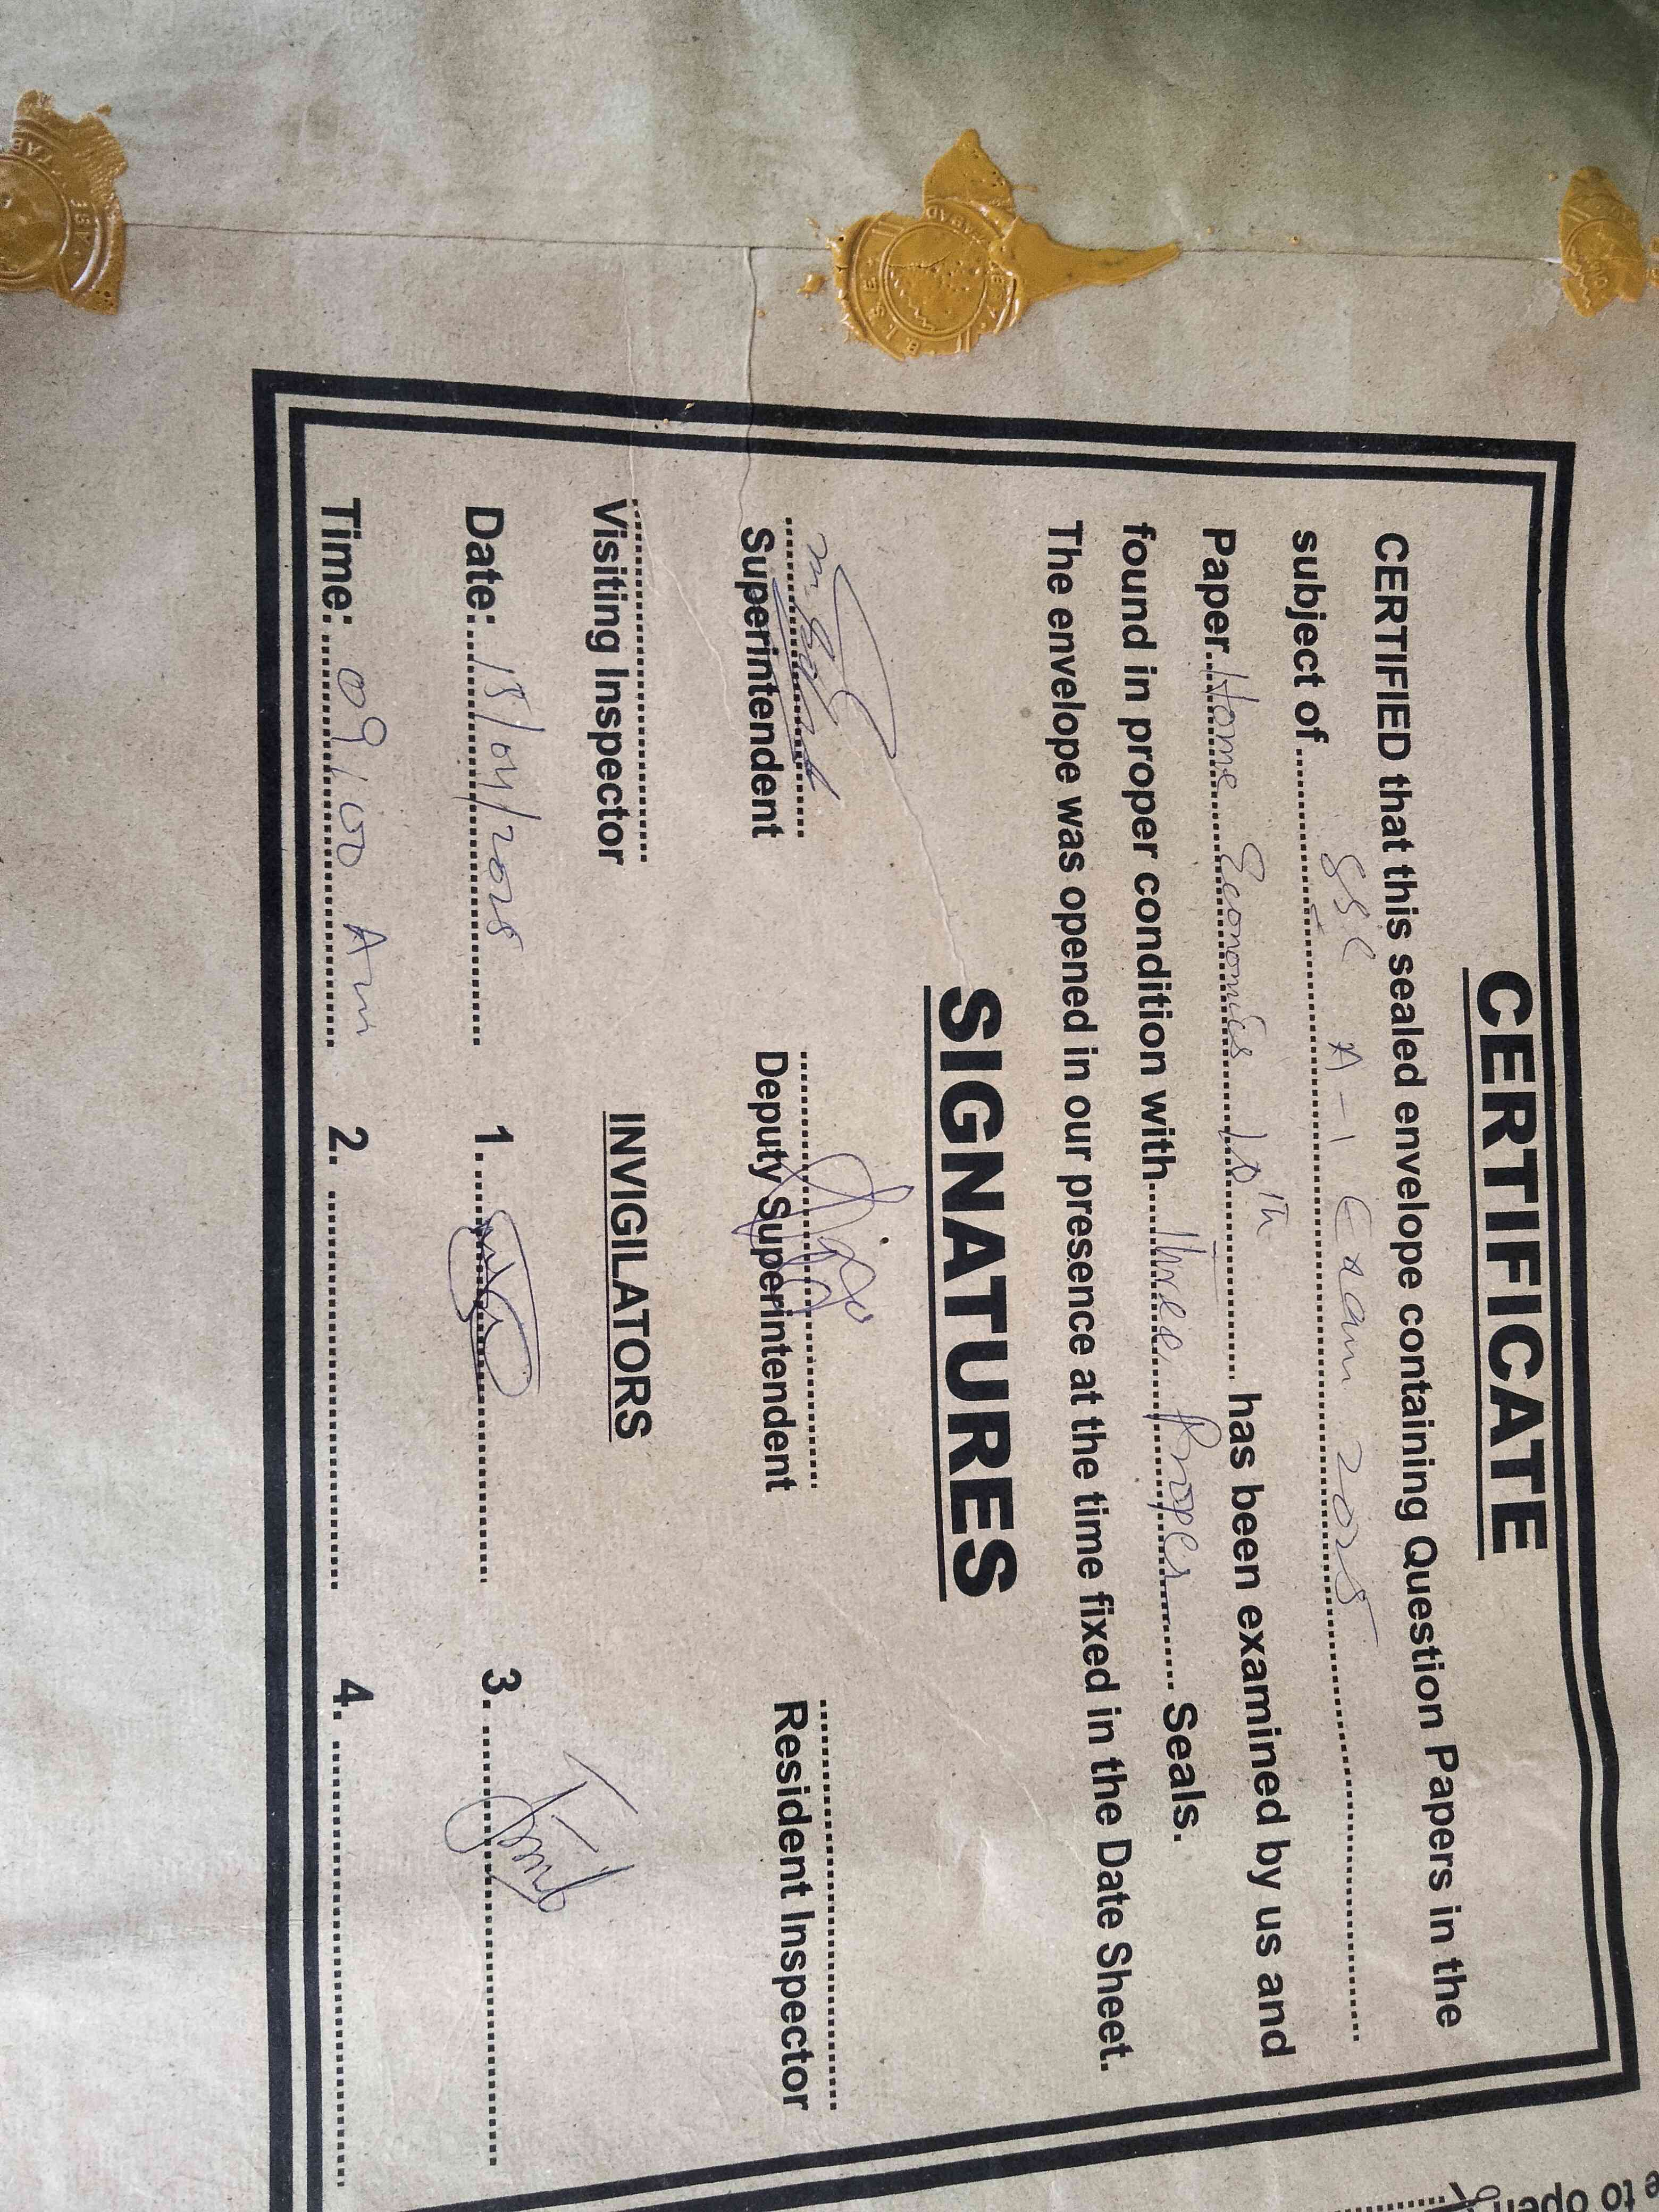 CERTIFICATE
CERTIFIED that this sealed envelope containing Question Papers in the
subject of SSC A-I Exam 2025
Paper Home Economics 10th has been examined by us and
found in proper condition with three Proper Seals.
The envelope was opened in our presence at the time fixed in the Date Sheet.
SIGNATURES
Superintendent Deputy Superintendent Resident Inspector
Visiting Inspector INVIGILATORS
Date: 15/04/2025 1. 3.
Time: 09:00 Am 2. 4.
to open